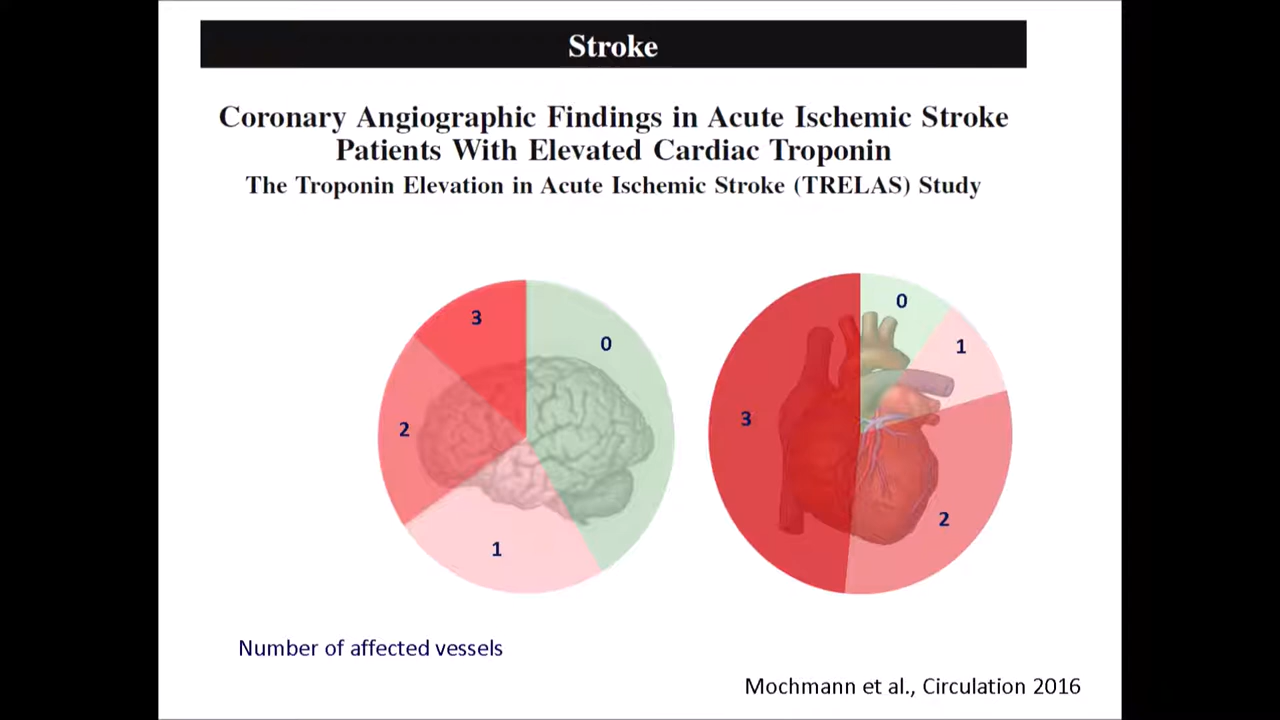 Stroke
Coronary Angiographic Findings in Acute Ischemic Stroke
Patients With Elevated Cardiac Troponin
The Troponin Elevation in Acute Ischemic Stroke (TRELAS) Study
3
0
2
1
0
1
3
2
Number of affected vessels
Mochmann et al., Circulation 2016